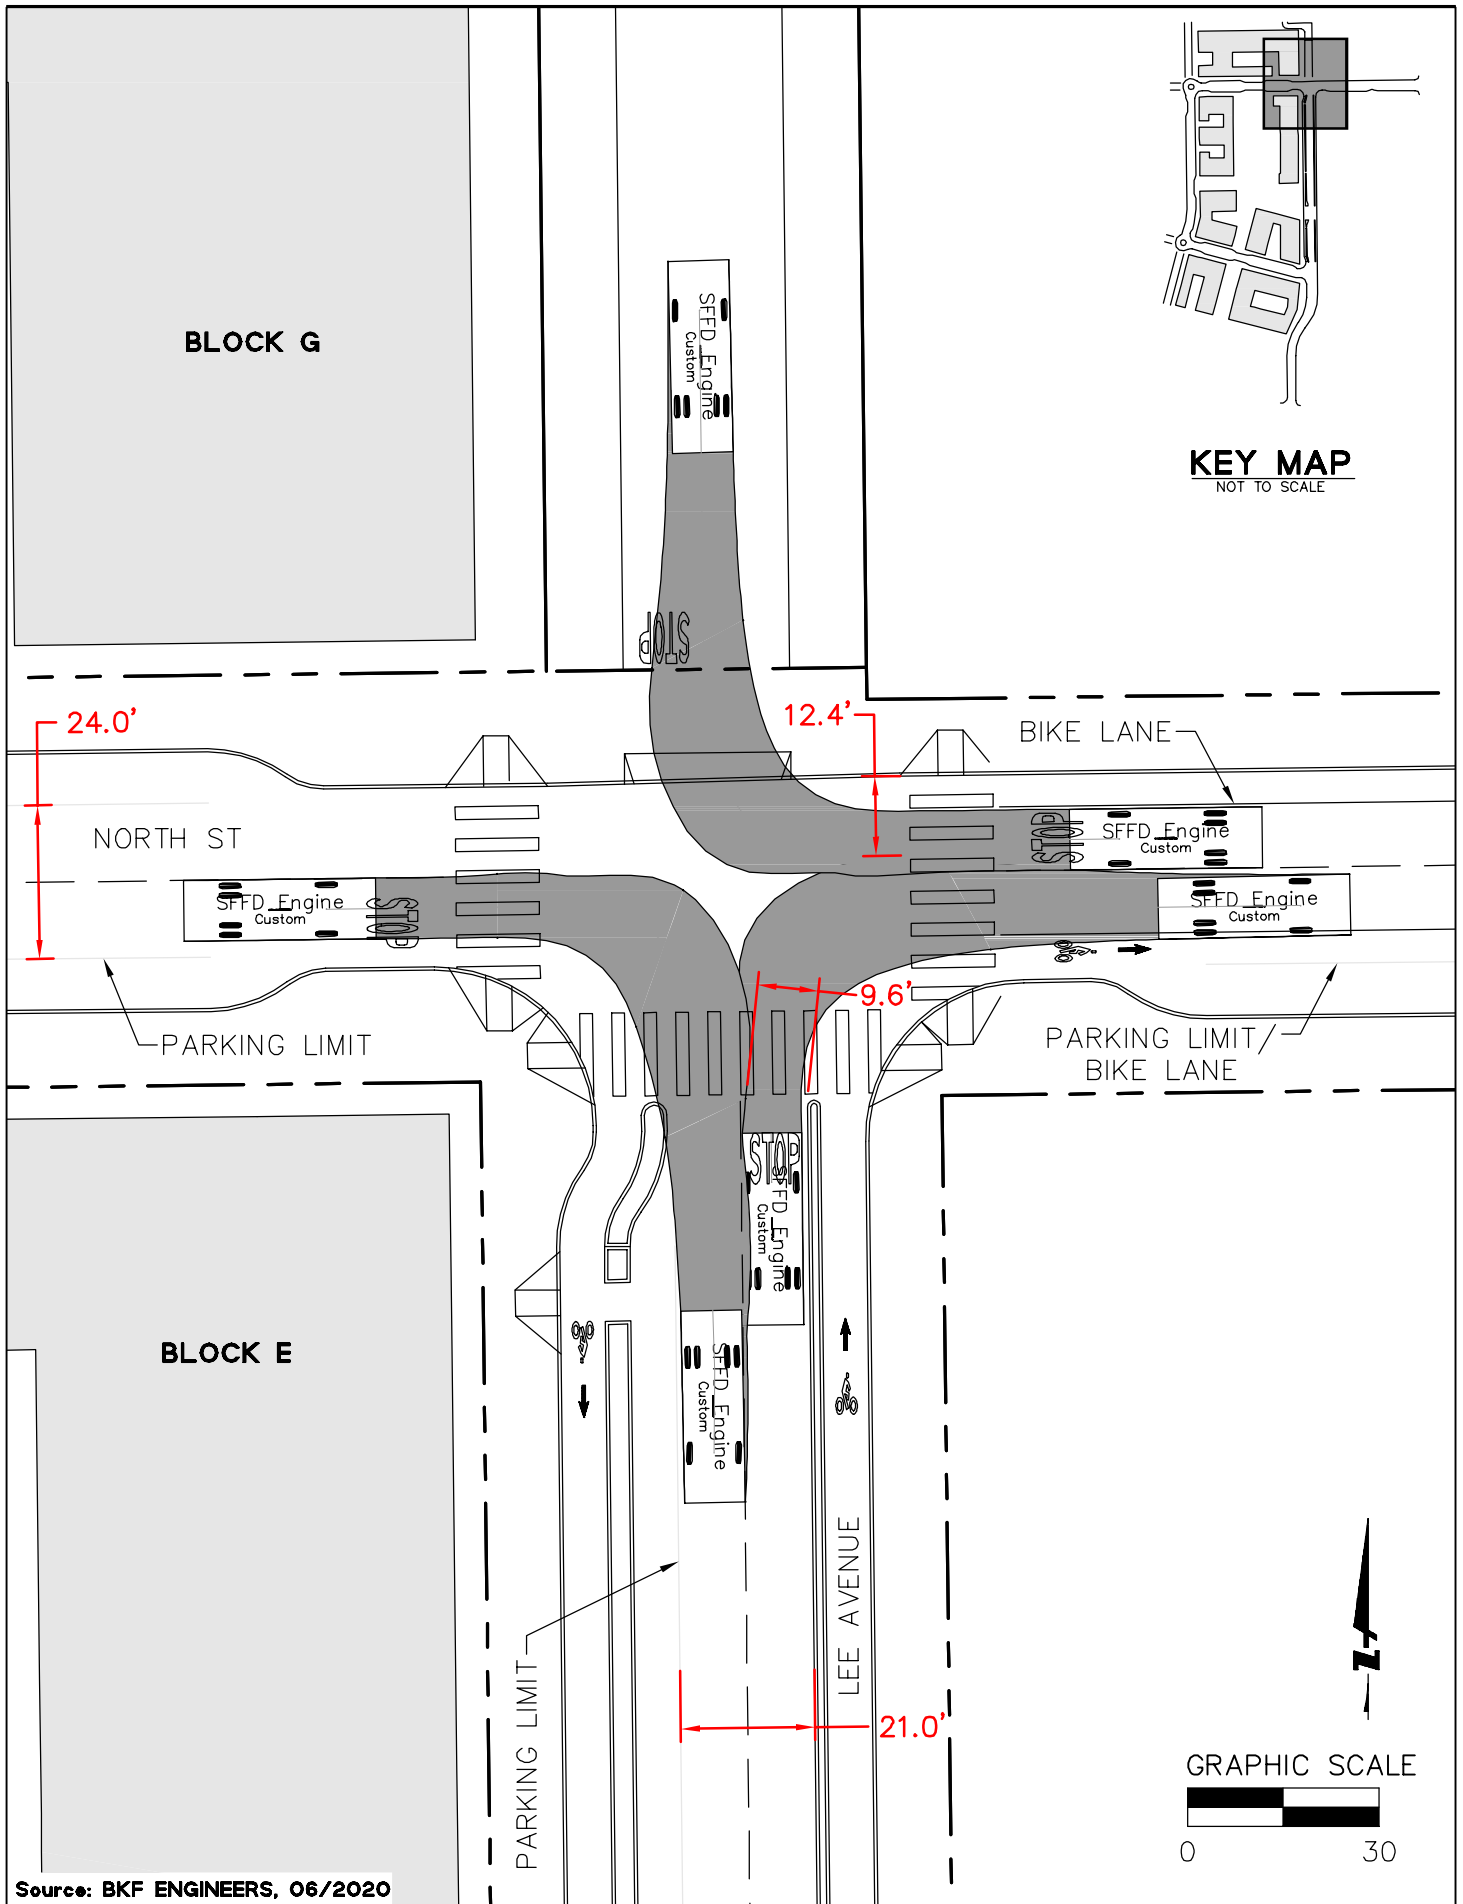 BLOCK G
SFFD_Engine
Custom
KEY MAP
NOT TO SCALE
STOP
24.0'
12.4'
BIKE LANE
NORTH ST
STOP
SFFD_Engine
Custom
SFFD_Engine
Custom
STOP
SFFD_Engine
Custom
9.6'
PARKING LIMIT
PARKING LIMIT/
BIKE LANE
STOP
SFFD_Engine
Custom
BLOCK E
SFFD_Engine
Custom
LEE AVENUE
PARKING LIMIT
21.0'
GRAPHIC SCALE
0 30
Source: BKF ENGINEERS, 06/2020